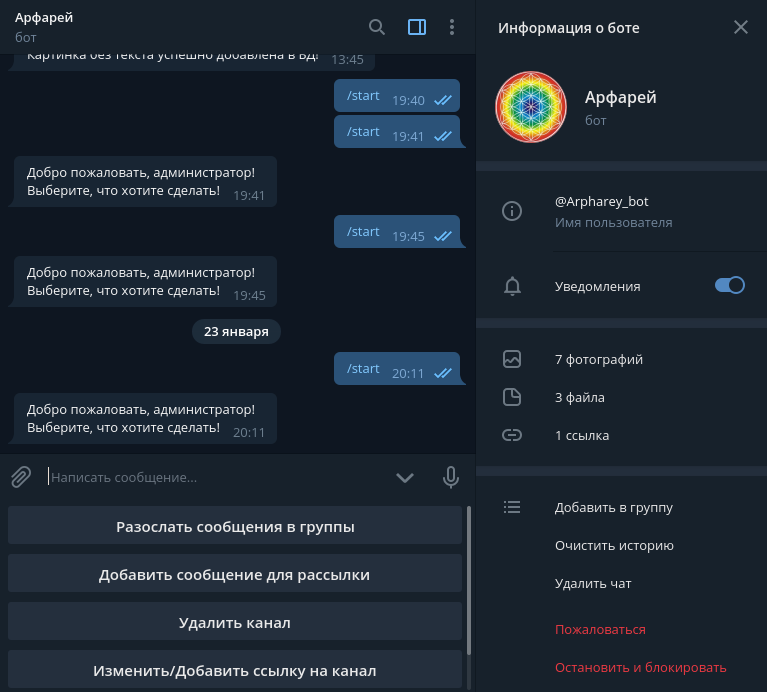 Арфарей
бот
Картинка без текста успешно добавлена в БД!
13:45
/start 19:40
/start 19:41
Добро пожаловать, администратор!
Выберите, что хотите сделать! 19:41
/start 19:45
Добро пожаловать, администратор!
Выберите, что хотите сделать! 19:45
23 января
/start 20:11
Добро пожаловать, администратор!
Выберите, что хотите сделать! 20:11
Написать сообщение...
Разослать сообщения в группы
Добавить сообщение для рассылки
Удалить канал
Изменить/Добавить ссылку на канал
Информация о боте
Арфарей
бот
@Arpharey_bot
Имя пользователя
Уведомления
7 фотографий
3 файла
1 ссылка
Добавить в группу
Очистить историю
Удалить чат
Пожаловаться
Остановить и блокировать